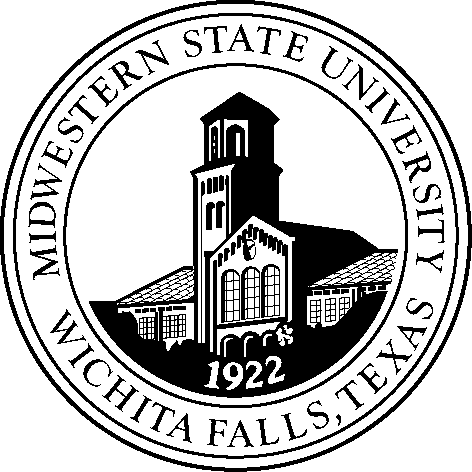 MIDWESTERN STATE UNIVERSITY
WICHITA FALLS, TEXAS
1922